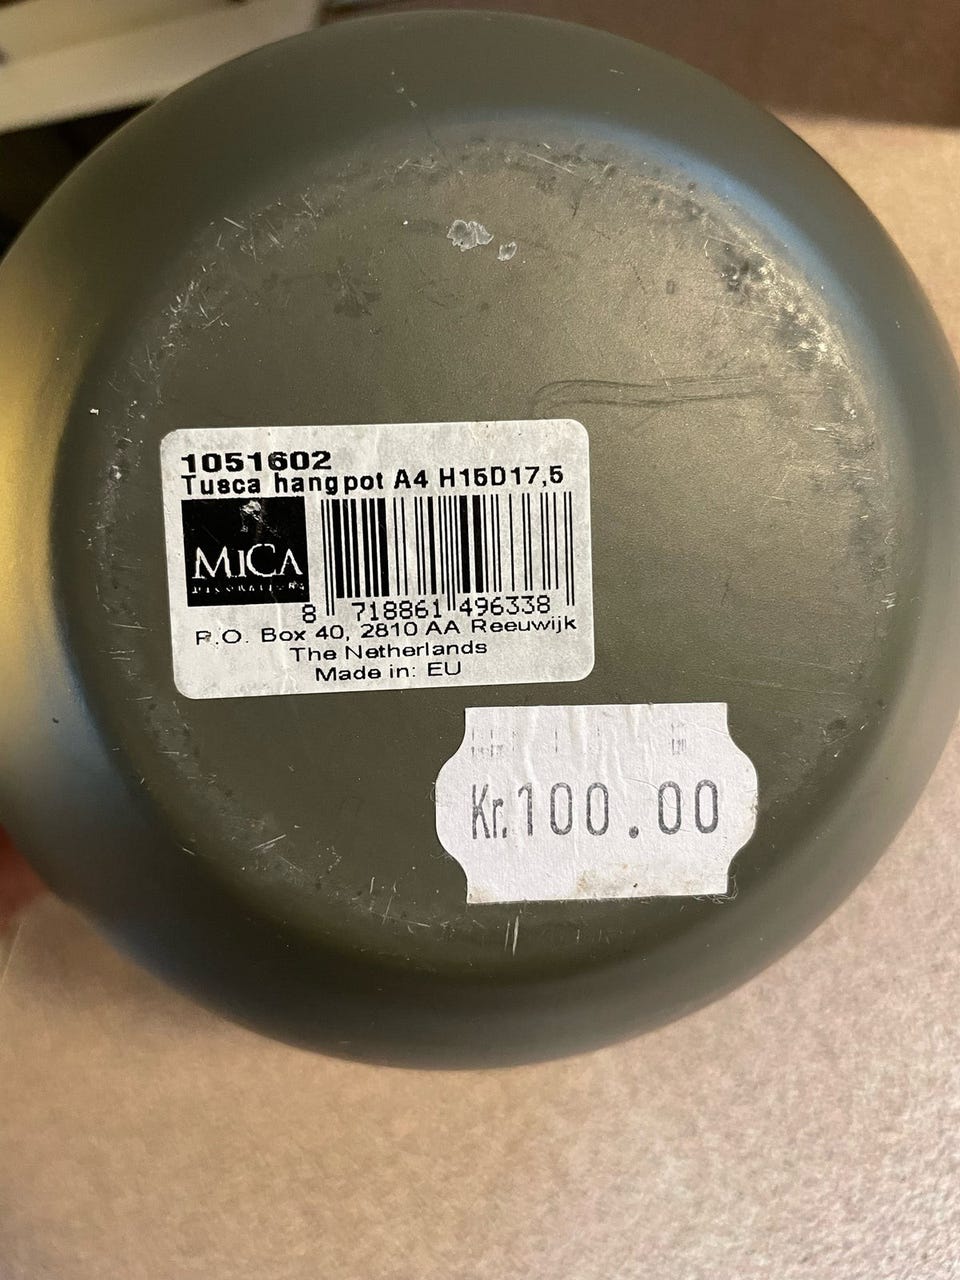 1051602
Tusca hangpot A4 H15D17,5
MiCA
DECORATIONS
8 718861 496338
P.O. Box 40, 2810 AA Reeuwijk
The Netherlands
Made in: EU
Kr.100.00